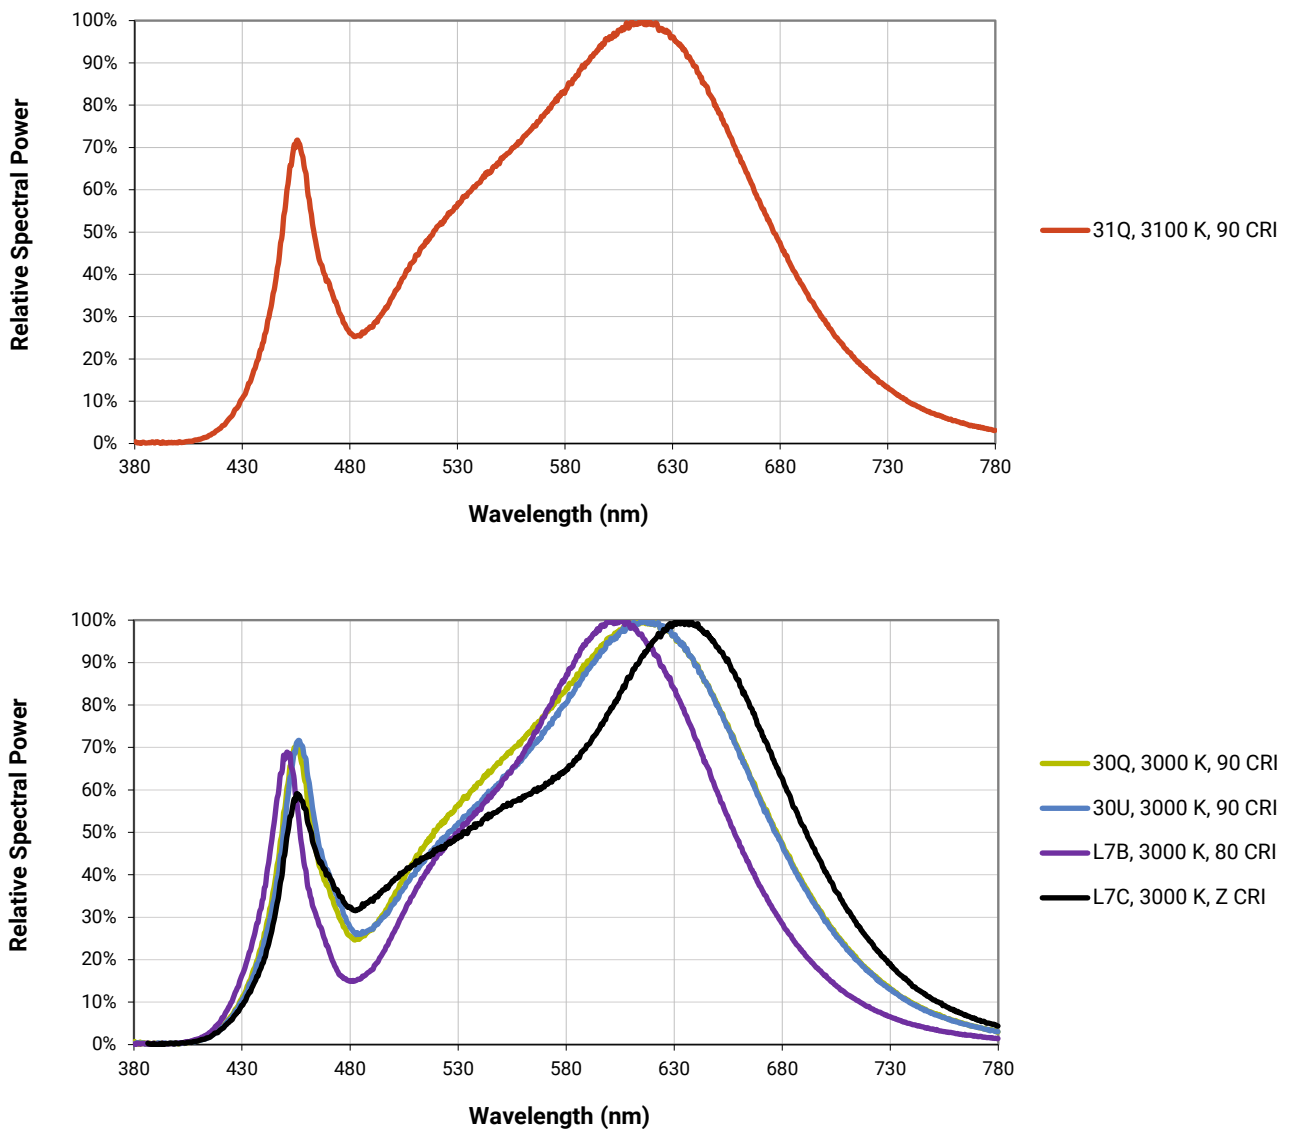 Relative Spectral Power
100%
90%
80%
70%
60%
50%
40%
30%
20%
10%
0%
380 430 480 530 580 630 680 730 780
Wavelength (nm)
31Q, 3100 K, 90 CRI
Relative Spectral Power
100%
90%
80%
70%
60%
50%
40%
30%
20%
10%
0%
380 430 480 530 580 630 680 730 780
Wavelength (nm)
30Q, 3000 K, 90 CRI
30U, 3000 K, 90 CRI
L7B, 3000 K, 80 CRI
L7C, 3000 K, Z CRI